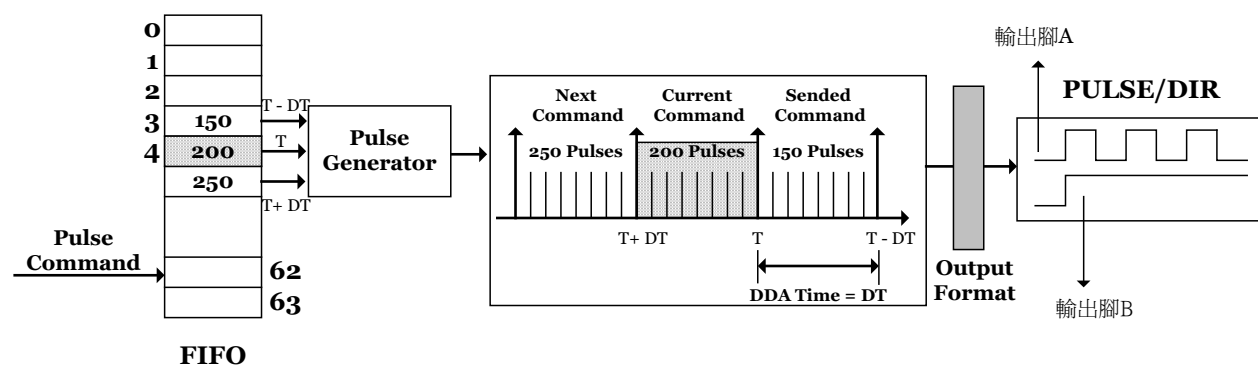 0
1
2
3
4
62
63
150
200
250
T - DT
T
T+ DT
Pulse
Command
FIFO
Pulse
Generator
Next
Command
Current
Command
Sended
Command
250 Pulses
200 Pulses
150 Pulses
T+ DT
T
T - DT
DDA Time = DT
Output
Format
輸出腳A
PULSE/DIR
輸出腳B